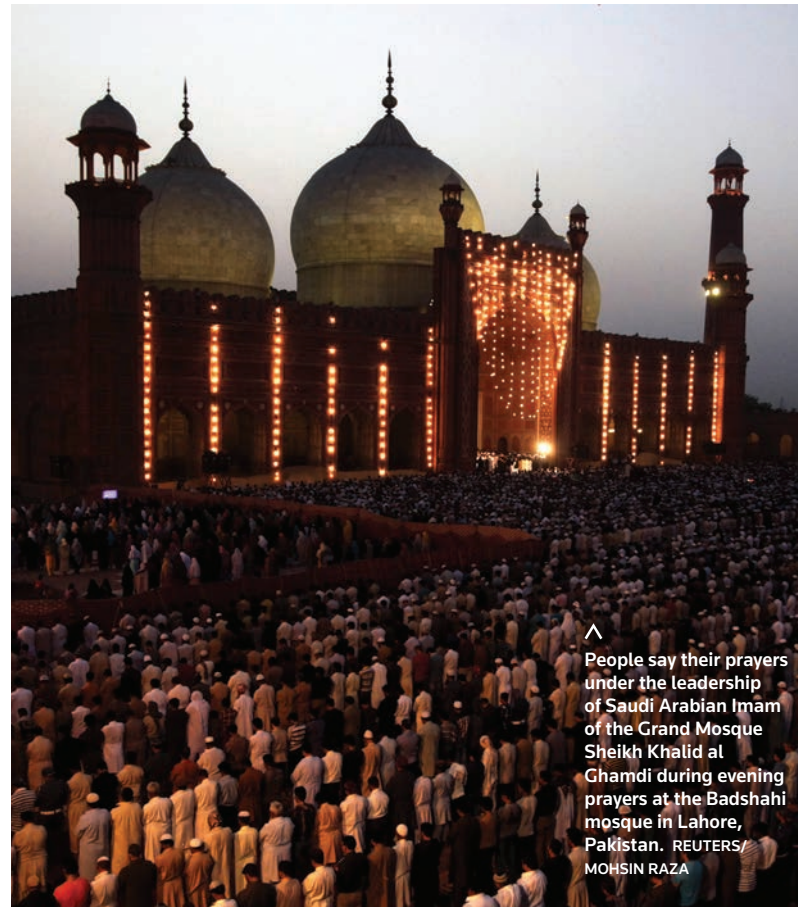 People say their prayers
under the leadership
of Saudi Arabian Imam
of the Grand Mosque
Sheikh Khalid al
Ghamdi during evening
prayers at the Badshahi
mosque in Lahore,
Pakistan. REUTERS/
MOHSIN RAZA